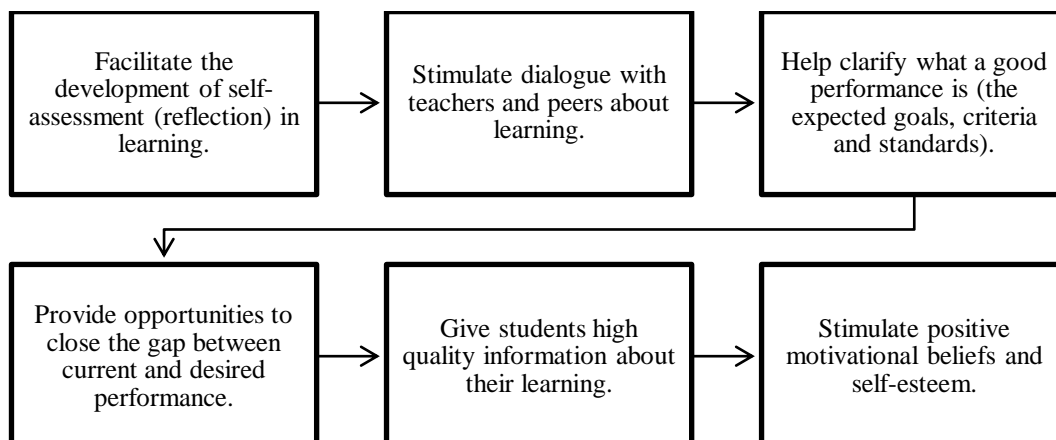 Facilitate the
development of self-
assessment (reflection) in
learning.
Stimulate dialogue with
teachers and peers about
learning.
Help clarify what a good
performance is (the
expected goals, criteria
and standards).
Provide opportunities to
close the gap between
current and desired
performance.
Give students high
quality information about
their learning.
Stimulate positive
motivational beliefs and
self-esteem.